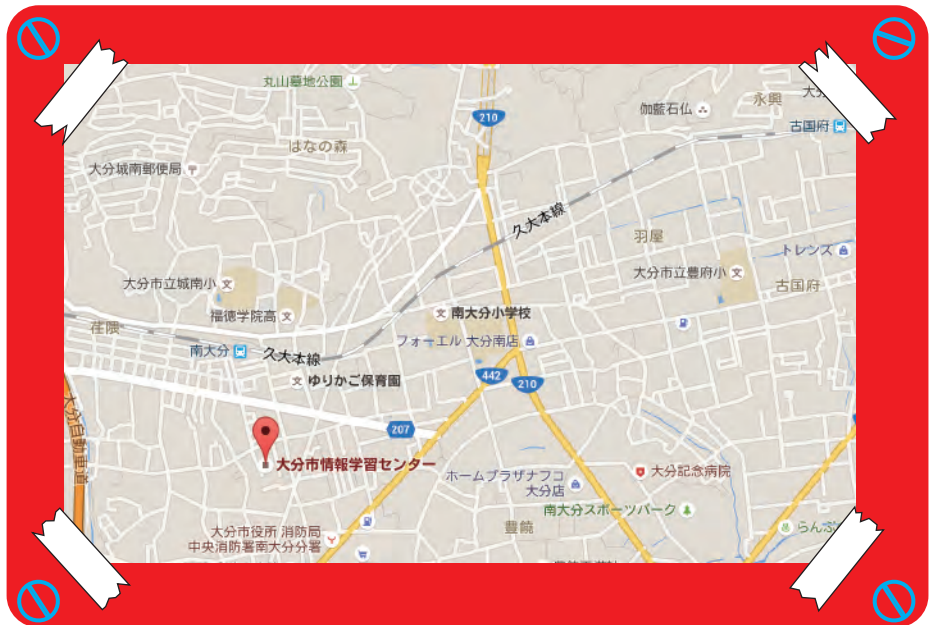 丸山墓地公園
210
伽藍石仏
永興
大分
古国府
はなの森
大分城南郵便局
久大本線
羽屋
トレンズ
大分市立豊府小
古国府
大分市立城南小
福徳学院高
南大分小学校
荏隈
フォーエル 大分南店
南大分
久大本線
442
210
ゆりかご保育園
大分自動車道
207
大分市情報学習センター
ホームプラザナフコ
大分店
大分記念病院
南大分スポーツパーク
大分市役所 消防局
中央消防署南大分分署
豊饒
らんぷ